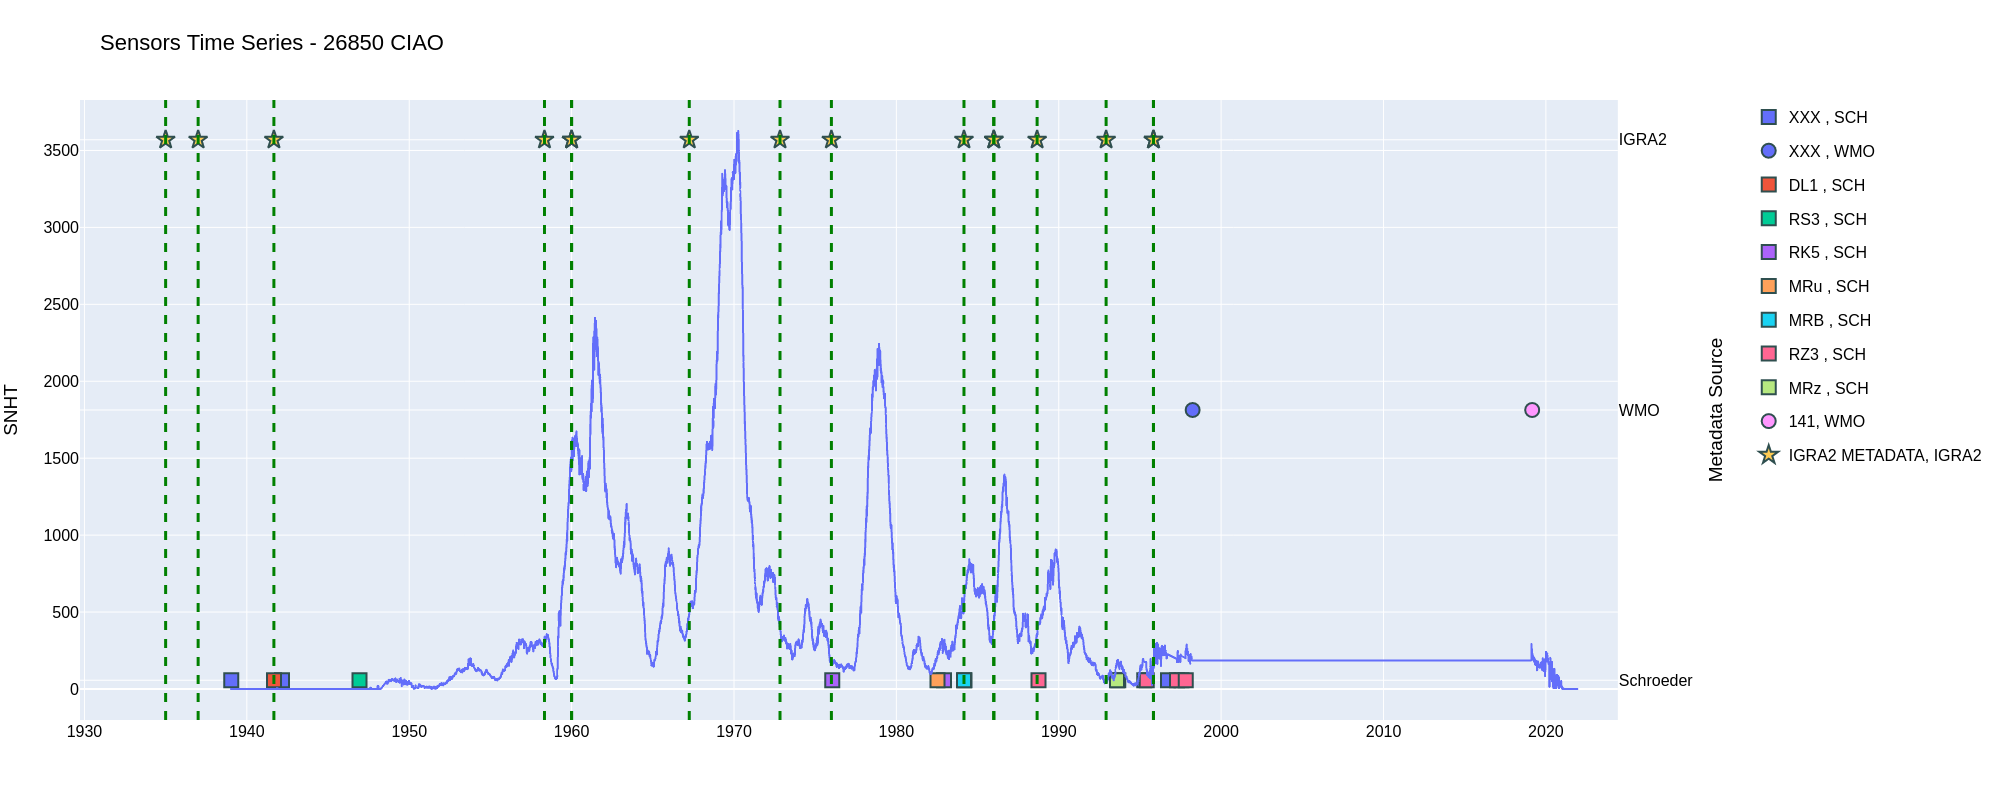 Sensors Time Series - 26850 CIAO
SNHT
3500
3000
2500
2000
1500
1000
500
0
1930
1940
1950
1960
1970
1980
1990
2000
2010
2020
IGRA2
WMO
Schroeder
Metadata Source
XXX , SCH
XXX , WMO
DL1 , SCH
RS3 , SCH
RK5 , SCH
MRu , SCH
MRB , SCH
RZ3 , SCH
MRz , SCH
141, WMO
IGRA2 METADATA, IGRA2